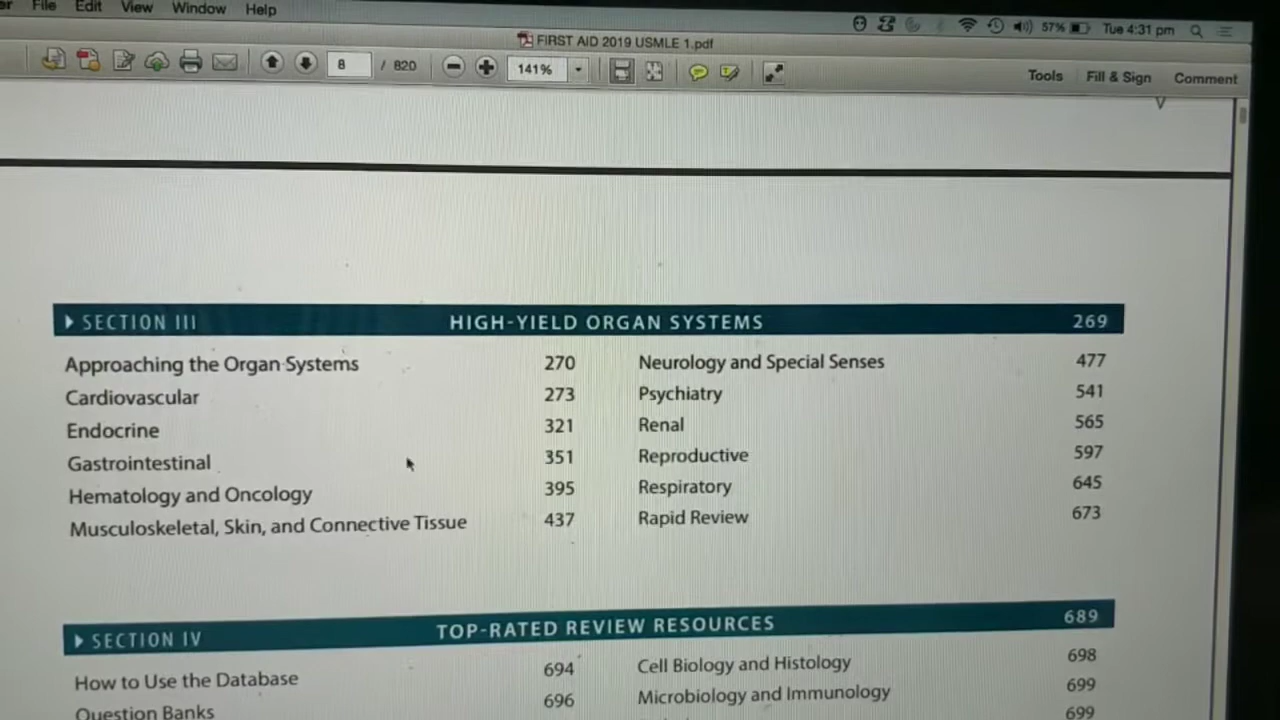 File Edit View Window Help 57% Tue 4:31 pm
FIRST AID 2019 USMLE 1.pdf
8 / 820 141% Tools Fill & Sign Comment
SECTION III HIGH-YIELD ORGAN SYSTEMS 269
Approaching the Organ Systems 270
Cardiovascular 273
Endocrine 321
Gastrointestinal 351
Hematology and Oncology 395
Musculoskeletal, Skin, and Connective Tissue 437
Neurology and Special Senses 477
Psychiatry 541
Renal 565
Reproductive 597
Respiratory 645
Rapid Review 673
SECTION IV TOP-RATED REVIEW RESOURCES 689
How to Use the Database 694
Question Banks 696
Cell Biology and Histology 698
Microbiology and Immunology 699
699